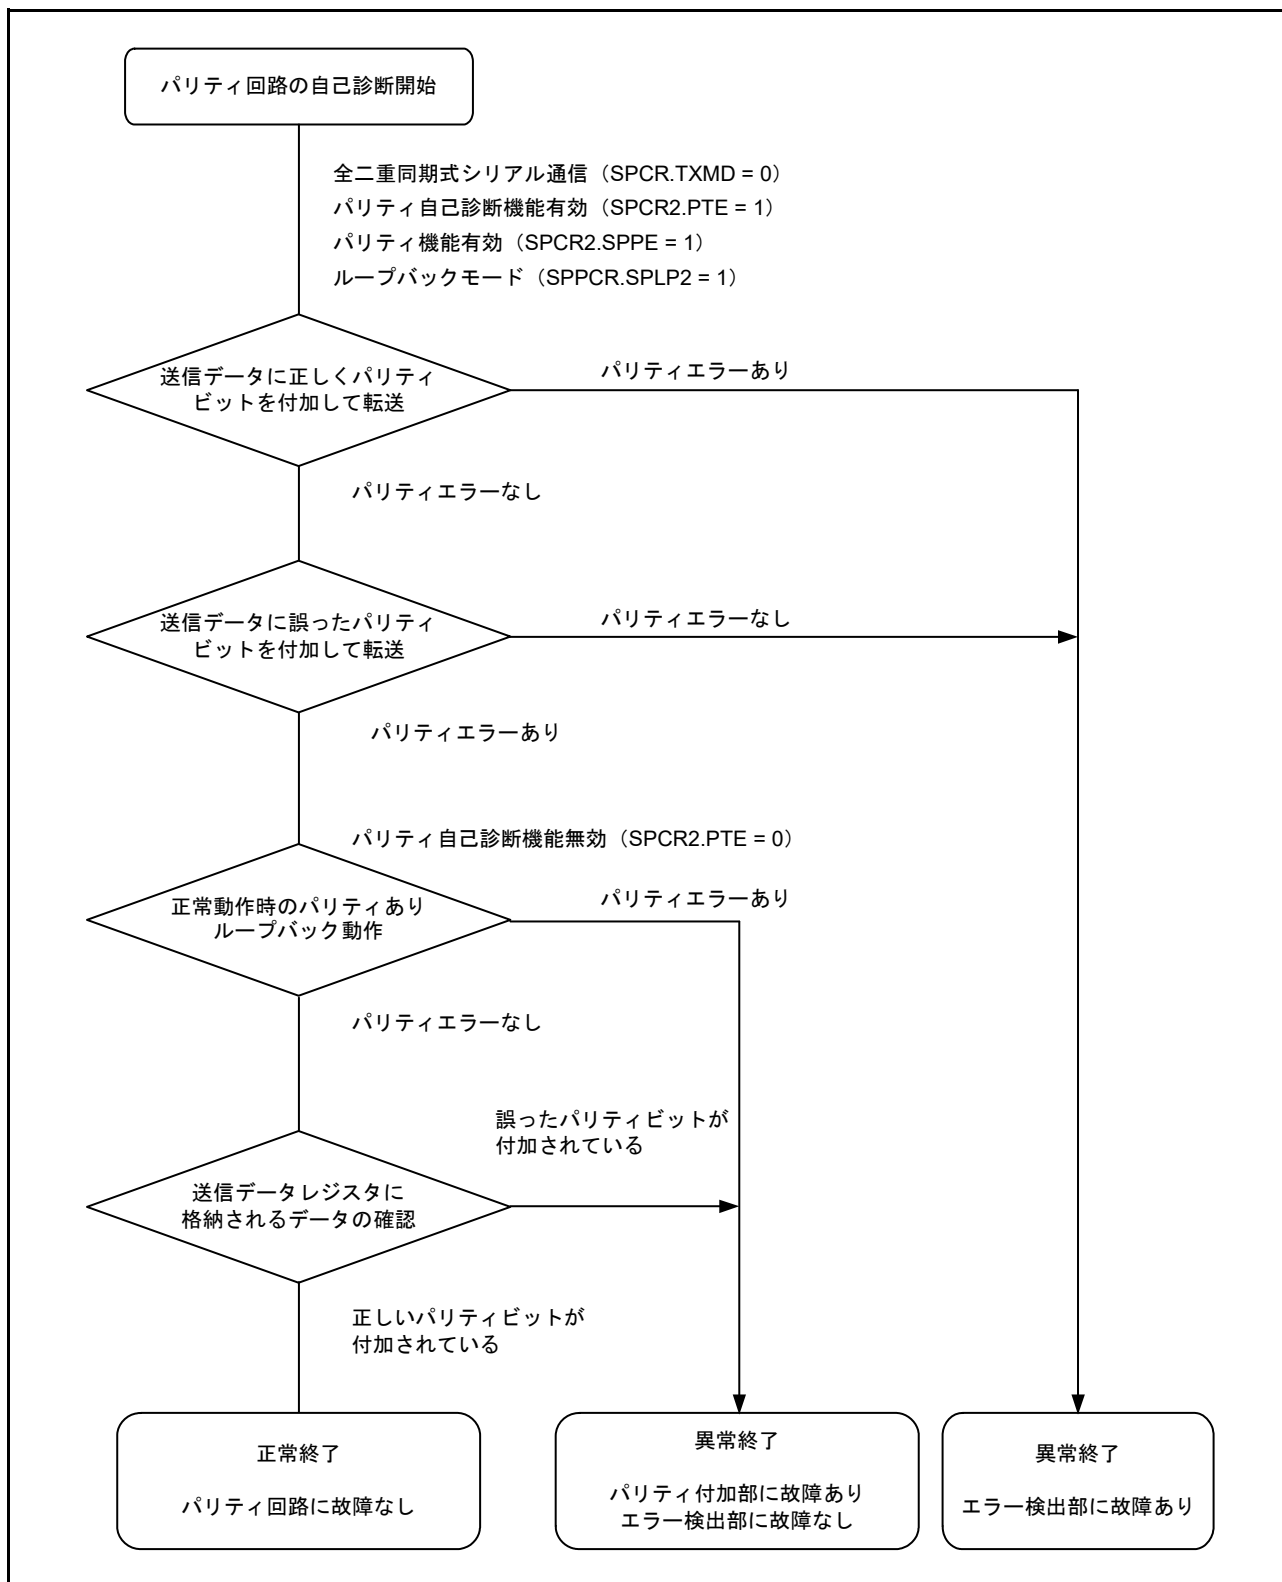 パリティ回路の自己診断開始
全二重同期式シリアル通信（SPCR.TXMD = 0）
パリティ自己診断機能有効（SPCR2.PTE = 1）
パリティ機能有効（SPCR2.SPPE = 1）
ループバックモード（SPPCR.SPLP2 = 1）
送信データに正しくパリティ
ビットを付加して転送
パリティエラーあり
パリティエラーなし
送信データに誤ったパリティ
ビットを付加して転送
パリティエラーなし
パリティエラーあり
パリティ自己診断機能無効（SPCR2.PTE = 0）
正常動作時のパリティあり
ループバック動作
パリティエラーあり
パリティエラーなし
誤ったパリティビットが
付加されている
送信データレジスタに
格納されるデータの確認
正しいパリティビットが
付加されている
正常終了
パリティ回路に故障なし
異常終了
パリティ付加部に故障あり
エラー検出部に故障なし
異常終了
エラー検出部に故障あり